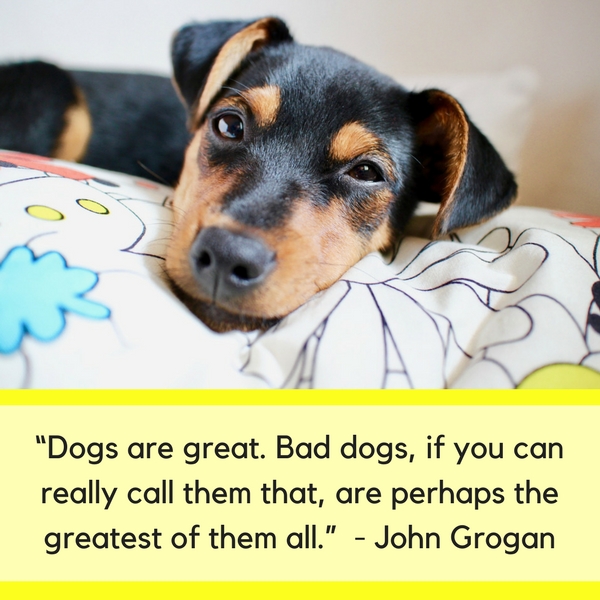 “Dogs are great. Bad dogs, if you can
really call them that, are perhaps the
greatest of them all.”  - John Grogan